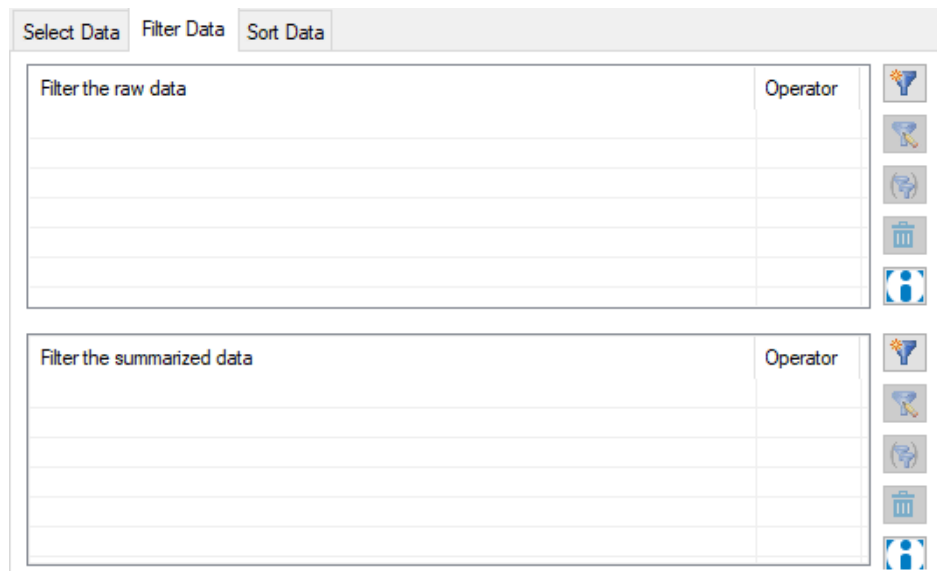 Select Data Filter Data Sort Data
Filter the raw data Operator
Filter the summarized data Operator